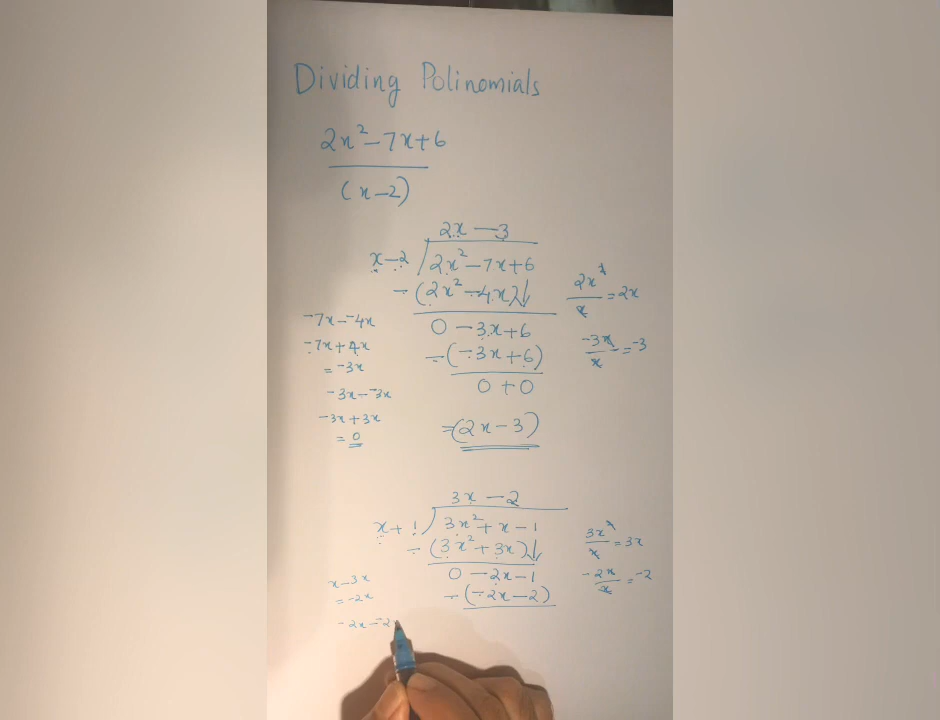 Dividing Polinomials
2x² - 7x + 6
(x - 2)
2x - 3
x - 2 2x² - 7x + 6
- (2x² - 4x)↓
2x²/x = 2x
0 - 3x + 6
-7x - -4x
- (-3x + 6)
-3x/x = -3
-7x + 4x
= -3x
0 + 0
-3x - -3x
-3x + 3x
= 0
= (2x - 3)
3x - 2
x + 1 3x² + x - 1
- (3x² + 3x)↓
3x²/x = 3x
0 - 2x - 1
-2x/x = -2
x - 3x
= -2x
- (-2x - 2)
-2x - -2x